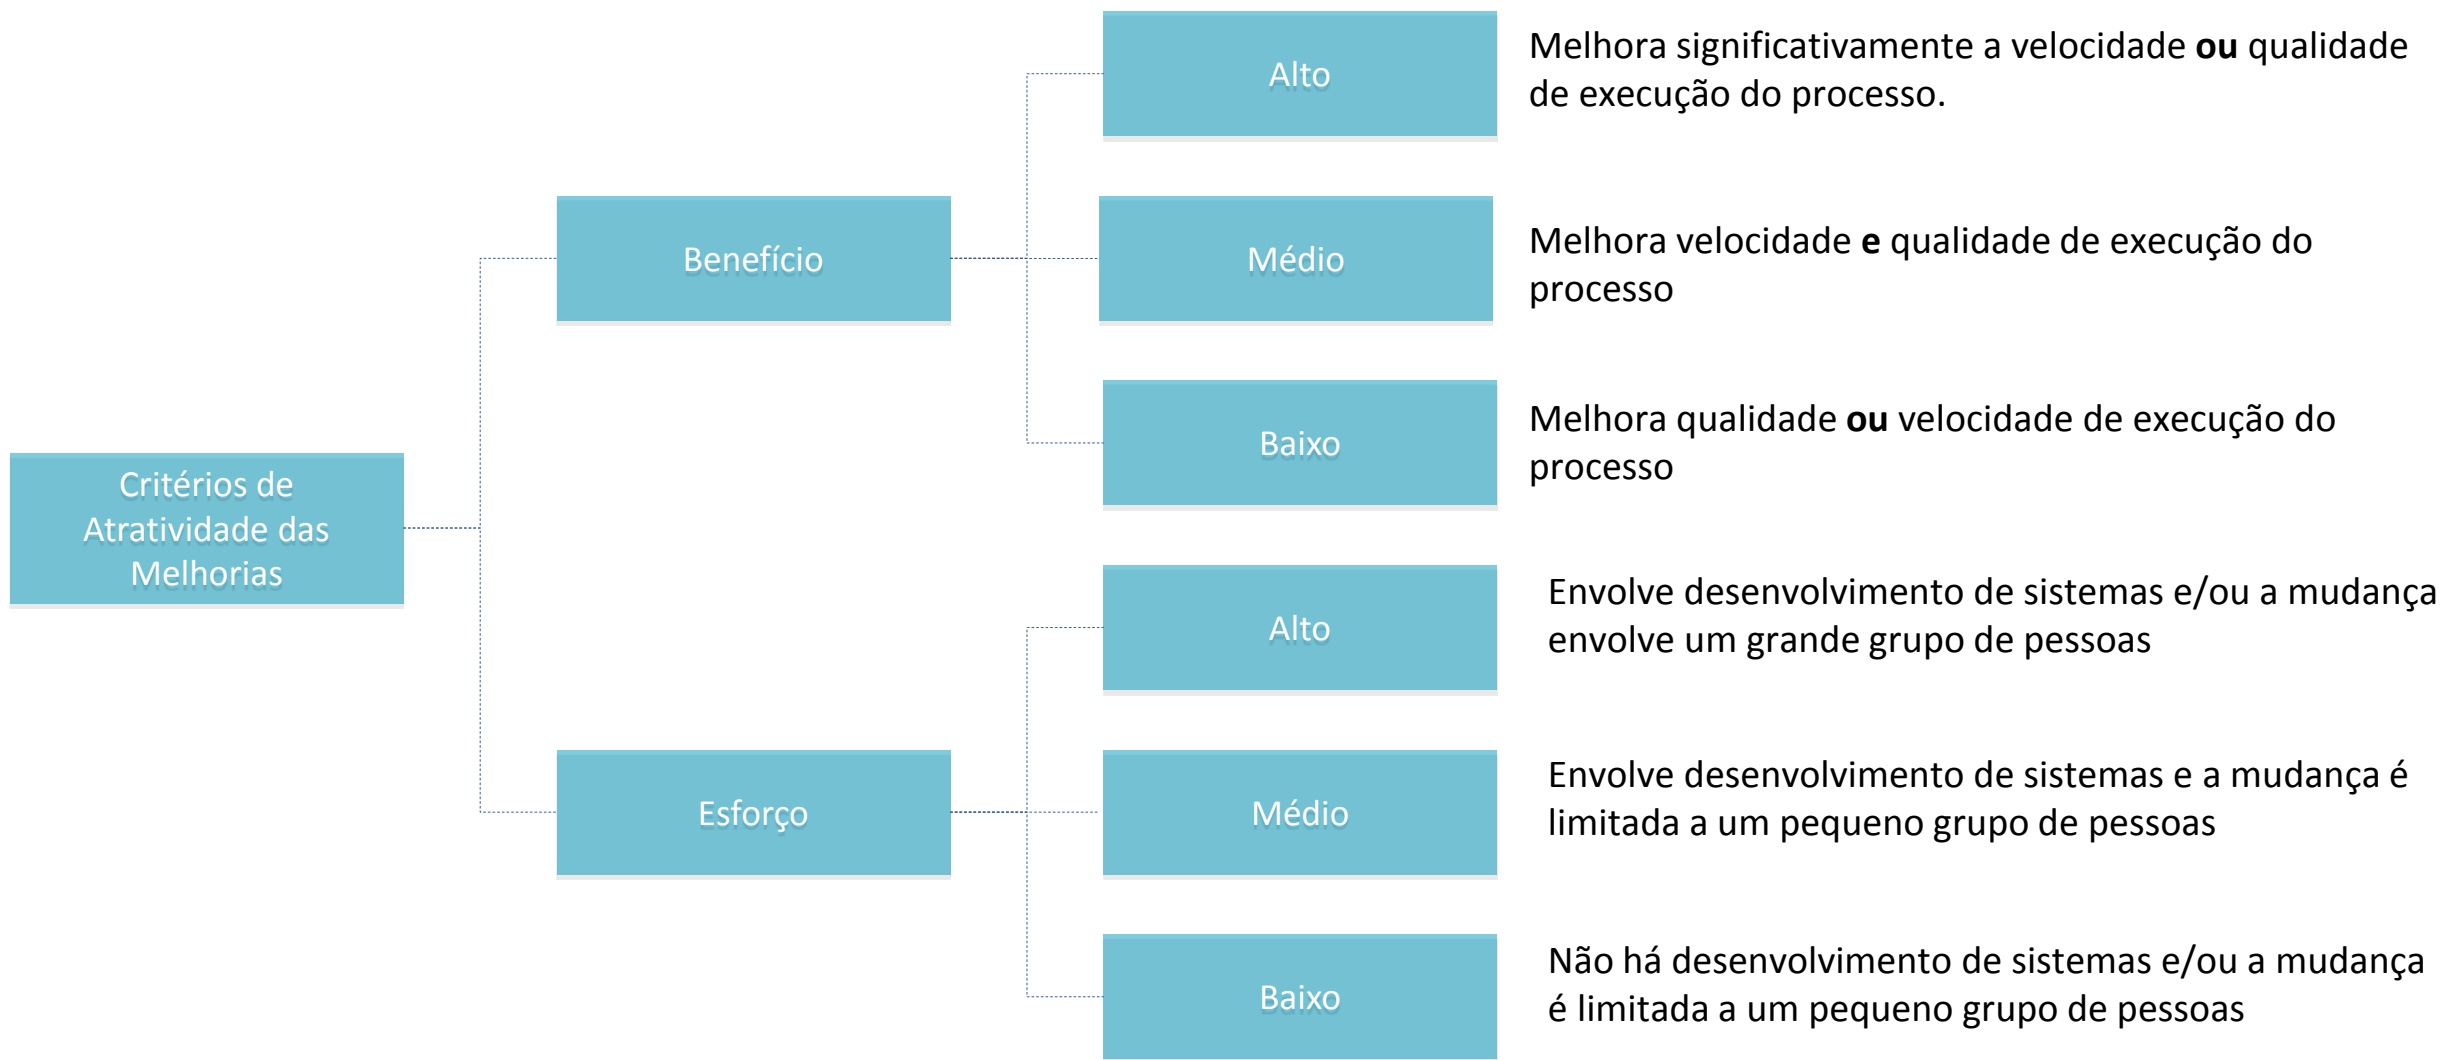 Critérios de
Atratividade das
Melhorias
Benefício
Alto
Melhora significativamente a velocidade ou qualidade
de execução do processo.
Médio
Melhora velocidade e qualidade de execução do
processo
Baixo
Melhora qualidade ou velocidade de execução do
processo
Esforço
Alto
Envolve desenvolvimento de sistemas e/ou a mudança
envolve um grande grupo de pessoas
Médio
Envolve desenvolvimento de sistemas e a mudança é
limitada a um pequeno grupo de pessoas
Baixo
Não há desenvolvimento de sistemas e/ou a mudança
é limitada a um pequeno grupo de pessoas